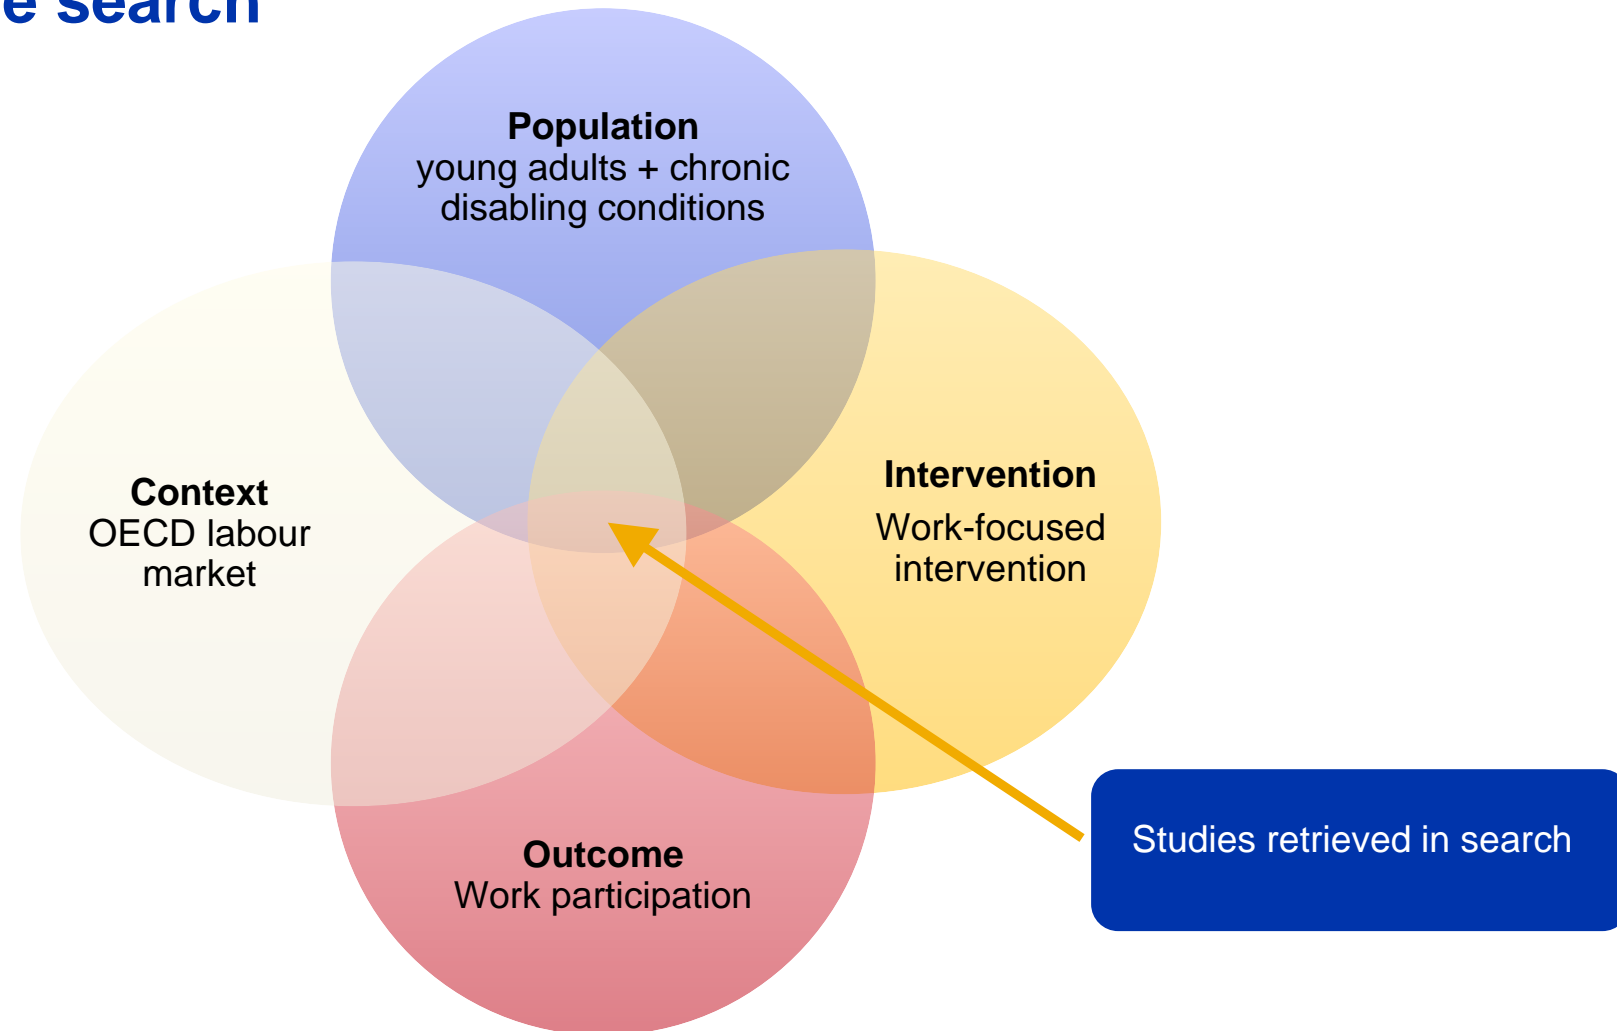 e search
Population
young adults + chronic
disabling conditions
Intervention
Work-focused
intervention
Context
OECD labour
market
Outcome
Work participation
Studies retrieved in search